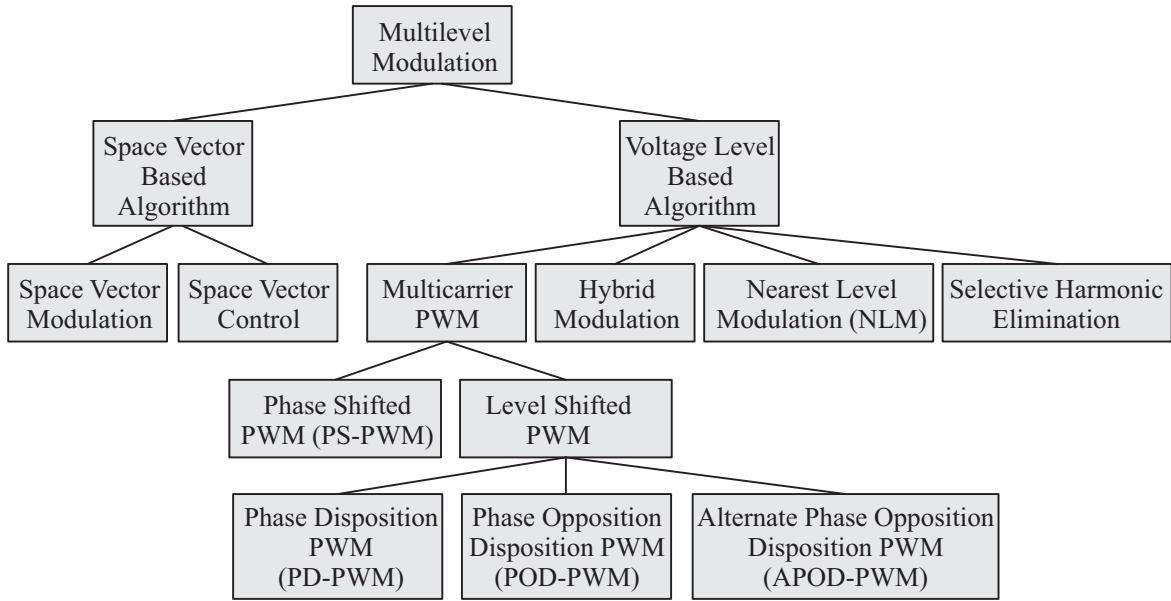 Multilevel
Modulation
Space Vector
Based
Algorithm
Voltage Level
Based
Algorithm
Space Vector
Modulation
Space Vector
Control
Multicarrier
PWM
Hybrid
Modulation
Nearest Level
Modulation (NLM)
Selective Harmonic
Elimination
Phase Shifted
PWM (PS-PWM)
Level Shifted
PWM
Phase Disposition
PWM
(PD-PWM)
Phase Opposition
Disposition PWM
(POD-PWM)
Alternate Phase Opposition
Disposition PWM
(APOD-PWM)